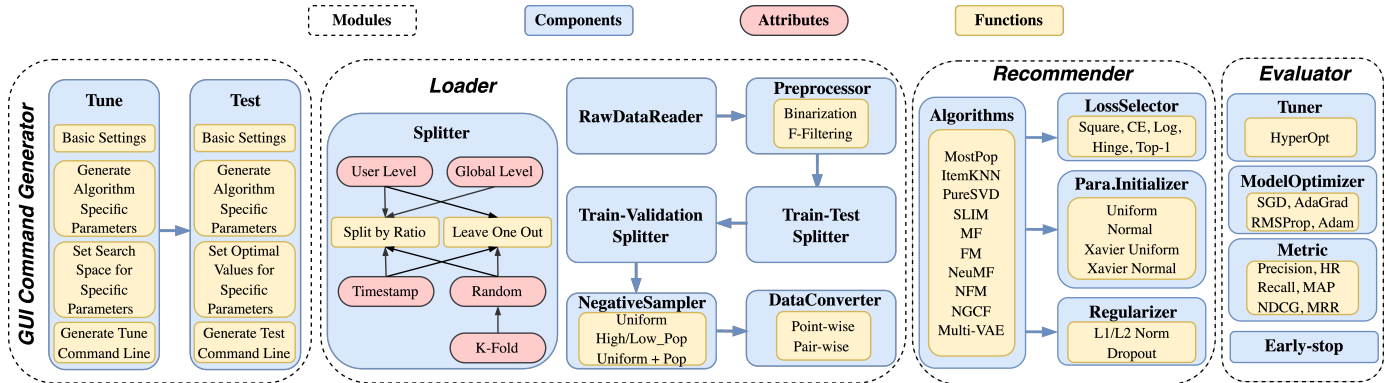 Modules
Components
Attributes
Functions
GUI Command Generator
Tune
Basic Settings
Generate
Algorithm
Specific
Parameters
Set Search
Space for
Specific
Parameters
Generate Tune
Command Line
Test
Basic Settings
Generate
Algorithm
Specific
Parameters
Set Optimal
Values for
Specific
Parameters
Generate Test
Command Line
Loader
Splitter
User Level
Global Level
Split by Ratio
Leave One Out
Timestamp
Random
K-Fold
RawDataReader
Preprocessor
Binarization
F-Filtering
Train-Validation
Splitter
Train-Test
Splitter
NegativeSampler
Uniform
High/Low_Pop
Uniform + Pop
DataConverter
Point-wise
Pair-wise
Recommender
Algorithms
MostPop
ItemKNN
PureSVD
SLIM
MF
FM
NeuMF
NFM
NGCF
Multi-VAE
LossSelector
Square, CE, Log,
Hinge, Top-1
Para.Initializer
Uniform
Normal
Xavier Uniform
Xavier Normal
Regularizer
L1/L2 Norm
Dropout
Evaluator
Tuner
HyperOpt
ModelOptimizer
SGD, AdaGrad
RMSProp, Adam
Metric
Precision, HR
Recall, MAP
NDCG, MRR
Early-stop